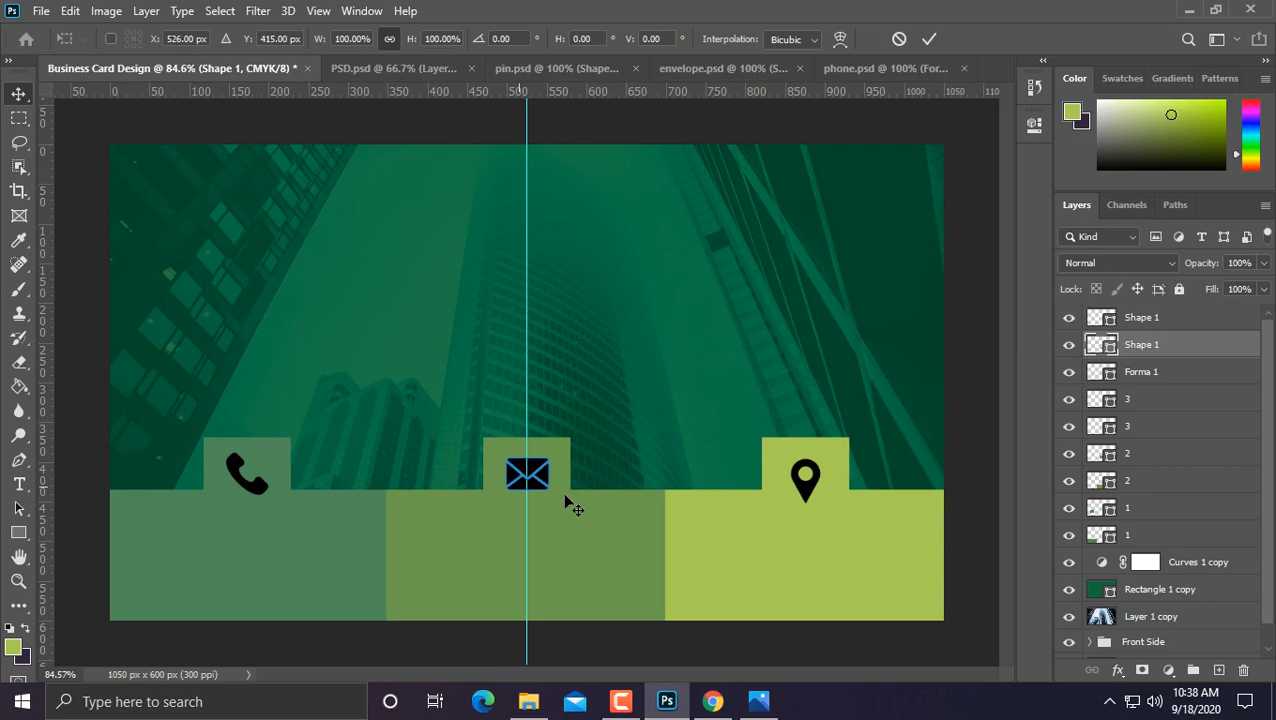 Ps File Edit Image Layer Type Select Filter 3D View Window Help
X: 526.00 px Y: 415.00 px W: 100.00% H: 100.00% 0.00 ° H: 0.00 ° V: 0.00 ° Interpolation: Bicubic
Business Card Design @ 84.6% (Shape 1, CMYK/8) * × PSD.psd @ 66.7% (Layer... × pin.psd @ 100% (Shape... × envelope.psd @ 100% (S... × phone.psd @ 100% (For... ×
Color Swatches Gradients Patterns
50 0 50 100 150 200 250 300 350 400 450 500 550 600 650 700 750 800 850 900 950 1000 1050 110
Layers Channels Paths
Kind
Normal Opacity: 100%
Lock: Fill: 100%
Shape 1
Shape 1
Forma 1
3
3
2
2
1
1
Curves 1 copy
Rectangle 1 copy
Layer 1 copy
Front Side
84.57% 1050 px x 600 px (300 ppi)
Type here to search
Ps
10:38 AM
9/18/2020